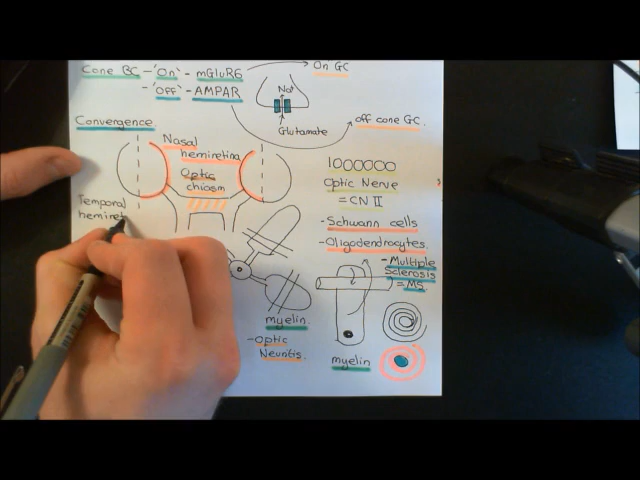 Cone BC - 'On' - mGluR6
On GC
- 'OFF' - AMPAR
Na+
Glutamate
off cone GC.
Convergence
Nasal
hemiretina
Optic
chiasm
Temporal
hemiret
1000000
Optic Nerve
= CN II
- Schwann cells
- Oligodendrocytes.
- Multiple
Sclerosis
= MS
myelin.
- Optic
Neuritis.
myelin